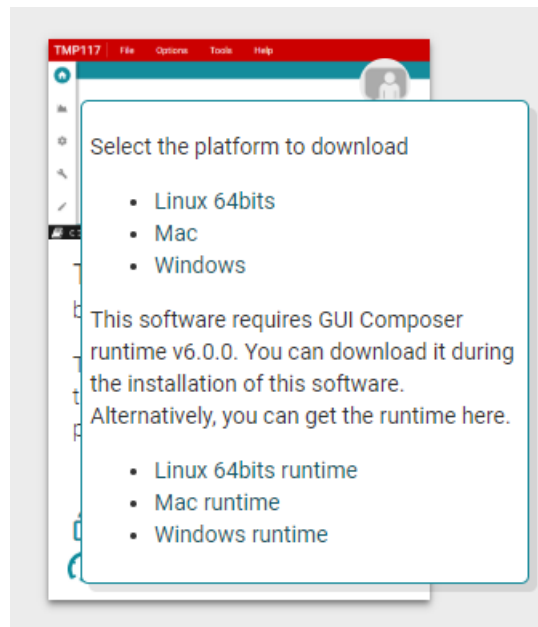 TMP117 File Options Tools Help
Select the platform to download
• Linux 64bits
• Mac
• Windows
This software requires GUI Composer
runtime v6.0.0. You can download it during
the installation of this software.
Alternatively, you can get the runtime here.
• Linux 64bits runtime
• Mac runtime
• Windows runtime